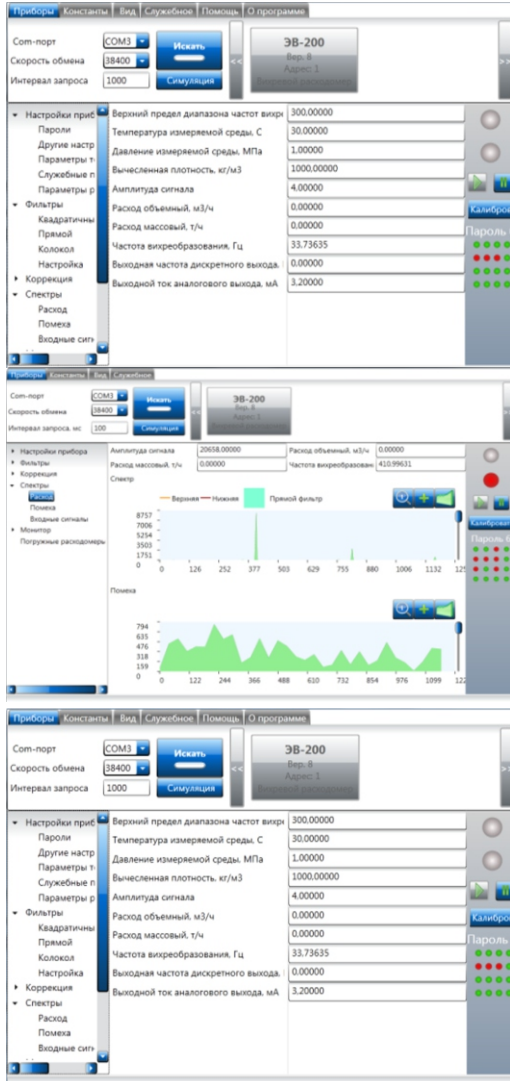 Приборы Константы Вид Служебное Помощь О программе
Com-порт COM3 Искать ЭВ-200
Скорость обмена 38400 << Вер. 8 >>
Адрес: 1
Интервал запроса 1000 Симуляция Вихревой расходомер
Настройки приб Верхний предел диапазона частот вихр 300.00000
Пароли Температура измеряемой среды, С 30.00000
Другие настр Давление измеряемой среды, МПа 1.00000
Параметры т
Служебные п Вычесленная плотность, кг/м3 1000.00000
Параметры р Амплитуда сигнала 4.00000
Фильтры Расход объемный, м3/ч 0.00000 Калибров
Квадратичны Расход массовый, т/ч 0.00000 Пароль
Прямой Частота вихреобразования, Гц 33.73635
Колокол
Настройка Выходная частота дискретного выхода, 0.00000
Коррекция Выходной ток аналогового выхода, мА 3,20000
Спектры
Расход
Помеха
Входные сигн
Приборы Константы Вид Служебное
Com-порт COM3 Искать ЭВ-200
Скорость обмена 38400 << Вер. 8
Адрес: 1
Интервал запроса, мс 100 Симуляция
Настройки прибора Амплитуда сигнала 20658.00000 Расход объемный, м3/ч 0.00000
Фильтры Расход массовый, т/ч 0.00000 Частота вихреобразован 410.99631
Коррекция Спектр
Спектры
Расход Верхняя Нижняя Прямой фильтр
Помеха
Входные сигналы Калиброват
Монитор Пароль
Погружные расходомеры
8757
7006
5254
3503
1751
0
0 126 252 377 503 629 755 880 1006 1132 125
Помеха
794
635
476
318
159
0
0 122 244 366 488 610 732 854 976 1099 122
Приборы Константы Вид Служебное Помощь О программе
Com-порт COM3 Искать ЭВ-200
Скорость обмена 38400 << Вер. 8 >>
Адрес: 1
Интервал запроса 1000 Симуляция Вихревой расходомер
Настройки приб Верхний предел диапазона частот вихр 300.00000
Пароли Температура измеряемой среды, С 30.00000
Другие настр Давление измеряемой среды, МПа 1.00000
Параметры т
Служебные п Вычесленная плотность, кг/м3 1000.00000
Параметры р Амплитуда сигнала 4.00000
Фильтры Расход объемный, м3/ч 0.00000 Калибров
Квадратичны Расход массовый, т/ч 0.00000 Пароль
Прямой Частота вихреобразования, Гц 33,73635
Колокол
Настройка Выходная частота дискретного выхода, 0.00000
Коррекция Выходной ток аналогового выхода, мА 3,20000
Спектры
Расход
Помеха
Входные сигн